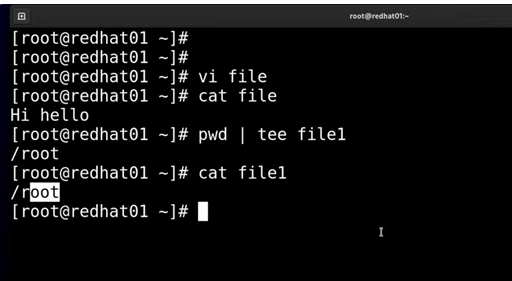 root@redhat01:~
[root@redhat01 ~]#
[root@redhat01 ~]#
[root@redhat01 ~]# vi file
[root@redhat01 ~]# cat file
Hi hello
[root@redhat01 ~]# pwd | tee file1
/root
[root@redhat01 ~]# cat file1
/root
[root@redhat01 ~]#